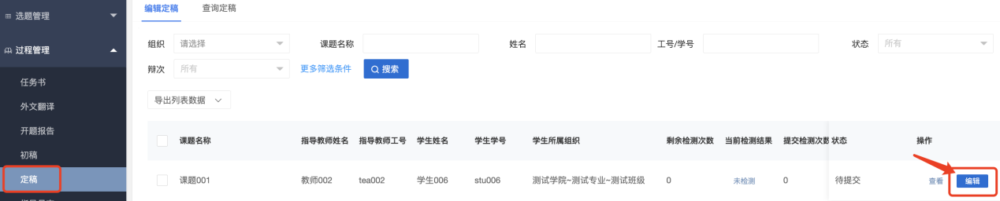 选题管理
过程管理
任务书
外文翻译
开题报告
初稿
定稿
编辑定稿 查询定稿
组织 请选择 课题名称 姓名 工号/学号 状态 所有
辩次 所有 更多筛选条件 搜索
导出列表数据
课题名称 指导教师姓名 指导教师工号 学生姓名 学生学号 学生所属组织 剩余检测次数 当前检测结果 提交检测次数 状态 操作
课题001 教师002 tea002 学生006 stu006 测试学院~测试专业~测试班级 0 未检测 0 待提交 查看 编辑